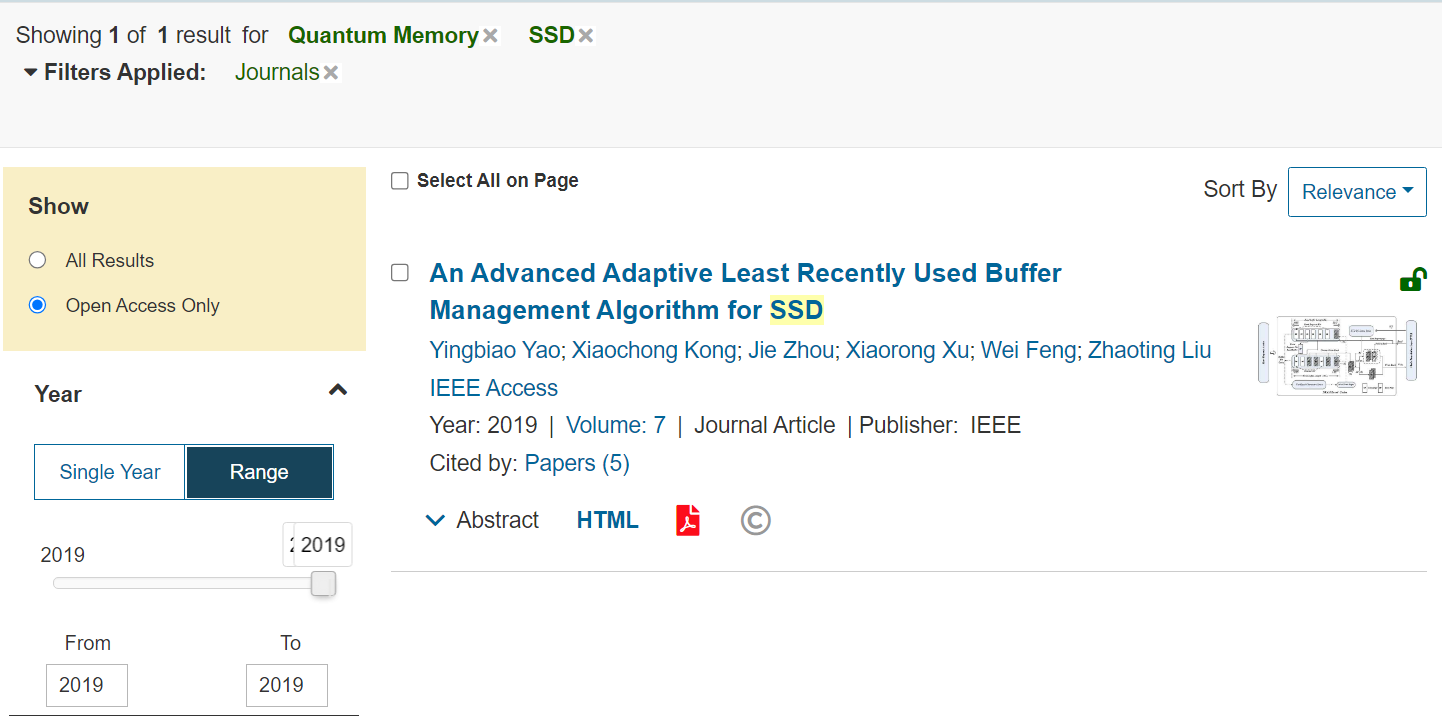 Showing 1 of 1 result for Quantum Memory × SSD ×
Filters Applied: Journals ×
Show
All Results
Open Access Only
Year
Single Year Range
2019
2019
From To
2019 2019
Select All on Page
Sort By Relevance
An Advanced Adaptive Least Recently Used Buffer
Management Algorithm for SSD
Yingbiao Yao; Xiaochong Kong; Jie Zhou; Xiaorong Xu; Wei Feng; Zhaoting Liu
IEEE Access
Year: 2019 | Volume: 7 | Journal Article | Publisher: IEEE
Cited by: Papers (5)
Abstract HTML ©